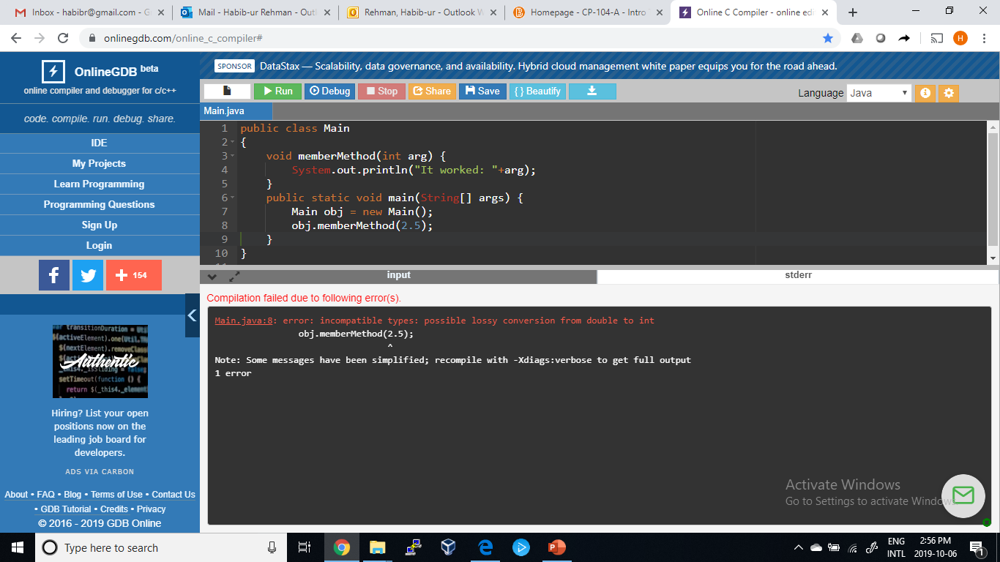 Inbox - habibr@gmail.com - G
Mail - Habib-ur Rehman - Out
Rehman, Habib-ur - Outlook W
Homepage - CP-104-A - Intro
Online C Compiler - online edi
onlinegdb.com/online_c_compiler#
H
OnlineGDB beta
online compiler and debugger for c/c++
code. compile. run. debug. share.
IDE
My Projects
Learn Programming
Programming Questions
Sign Up
Login
154
SPONSOR DataStax — Scalability, data governance, and availability. Hybrid cloud management white paper equips you for the road ahead.
Run Debug Stop Share Save { } Beautify
Language Java
Main.java
1 public class Main
2 {
3 void memberMethod(int arg) {
4 System.out.println("It worked: "+arg);
5 }
6 public static void main(String[] args) {
7 Main obj = new Main();
8 obj.memberMethod(2.5);
9 }
10 }
input
stderr
Compilation failed due to following error(s).
Main.java:8: error: incompatible types: possible lossy conversion from double to int
obj.memberMethod(2.5);
^
Note: Some messages have been simplified; recompile with -Xdiags:verbose to get full output
1 error
transitionDuration =
$(activeElement).one(Util.
$(nextElement).removeClass
Authentic
setTimeout(function () {
return $(_this4._element
Hiring? List your open
positions now on the
leading job board for
developers.
ADS VIA CARBON
About • FAQ • Blog • Terms of Use • Contact Us
• GDB Tutorial • Credits • Privacy
© 2016 - 2019 GDB Online
Activate Windows
Go to Settings to activate Windows.
Type here to search
ENG
INTL
2:56 PM
2019-10-06
1